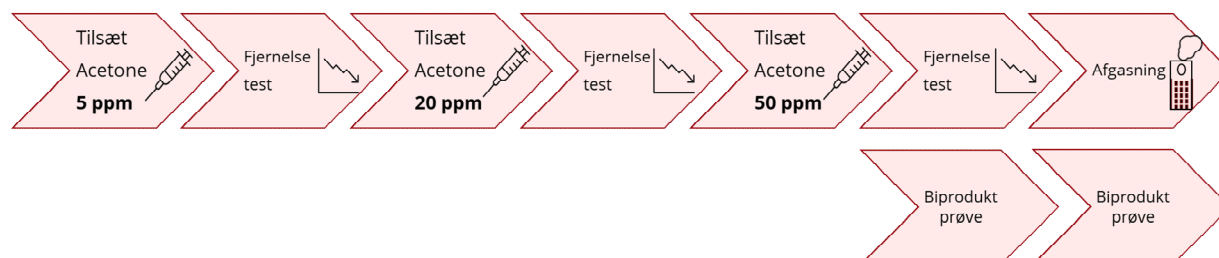 Tilsæt
Acetone
5 ppm
Fjernelse
test
Tilsæt
Acetone
20 ppm
Fjernelse
test
Tilsæt
Acetone
50 ppm
Fjernelse
test
Afgasning
Biprodukt
prøve
Biprodukt
prøve